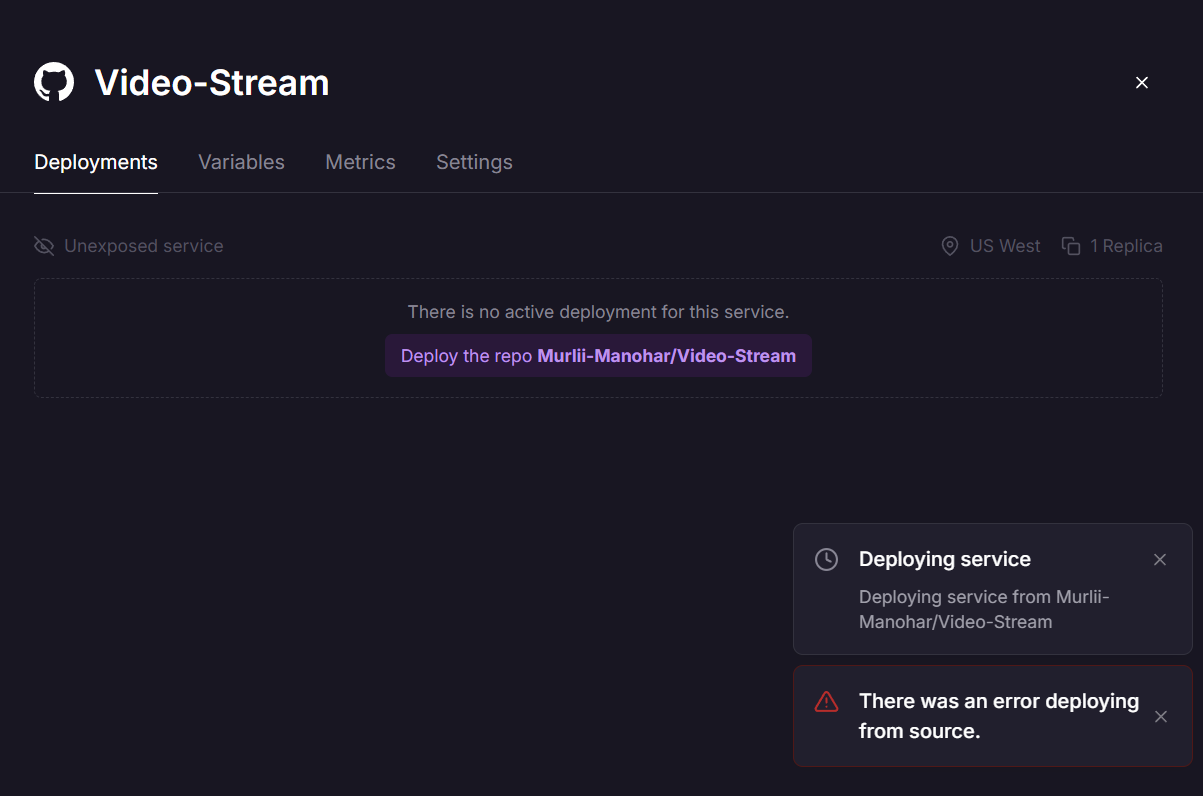 Video-Stream
Deployments Variables Metrics Settings
Unexposed service US West 1 Replica
There is no active deployment for this service.
Deploy the repo Murlii-Manohar/Video-Stream
Deploying service
Deploying service from Murlii-
Manohar/Video-Stream
There was an error deploying
from source.